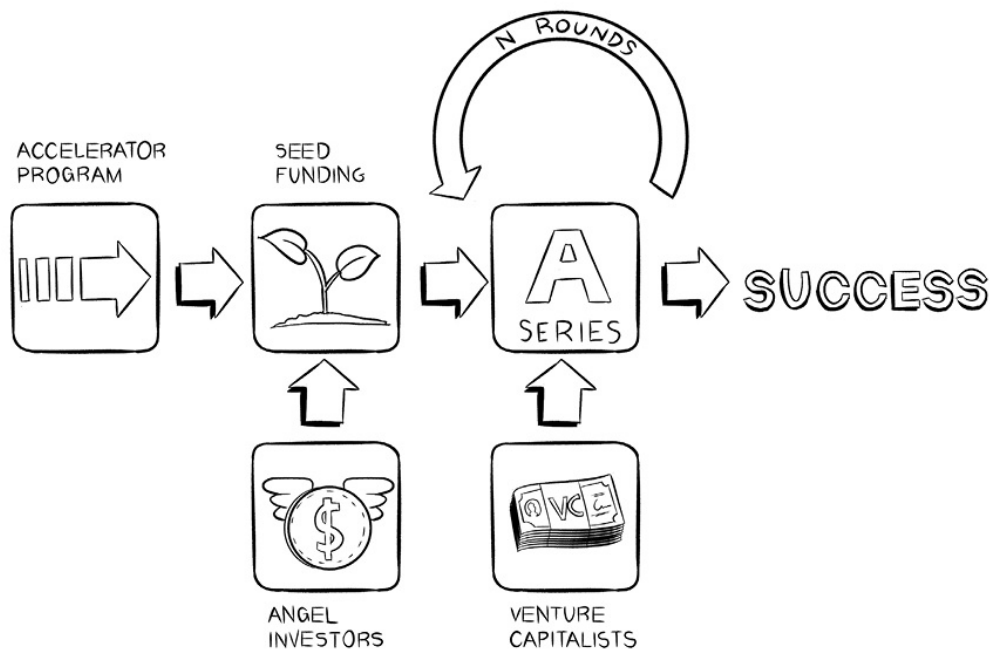 N ROUNDS
ACCELERATOR
PROGRAM
SEED
FUNDING
A
SERIES
SUCCESS
$
VC
ANGEL
INVESTORS
VENTURE
CAPITALISTS